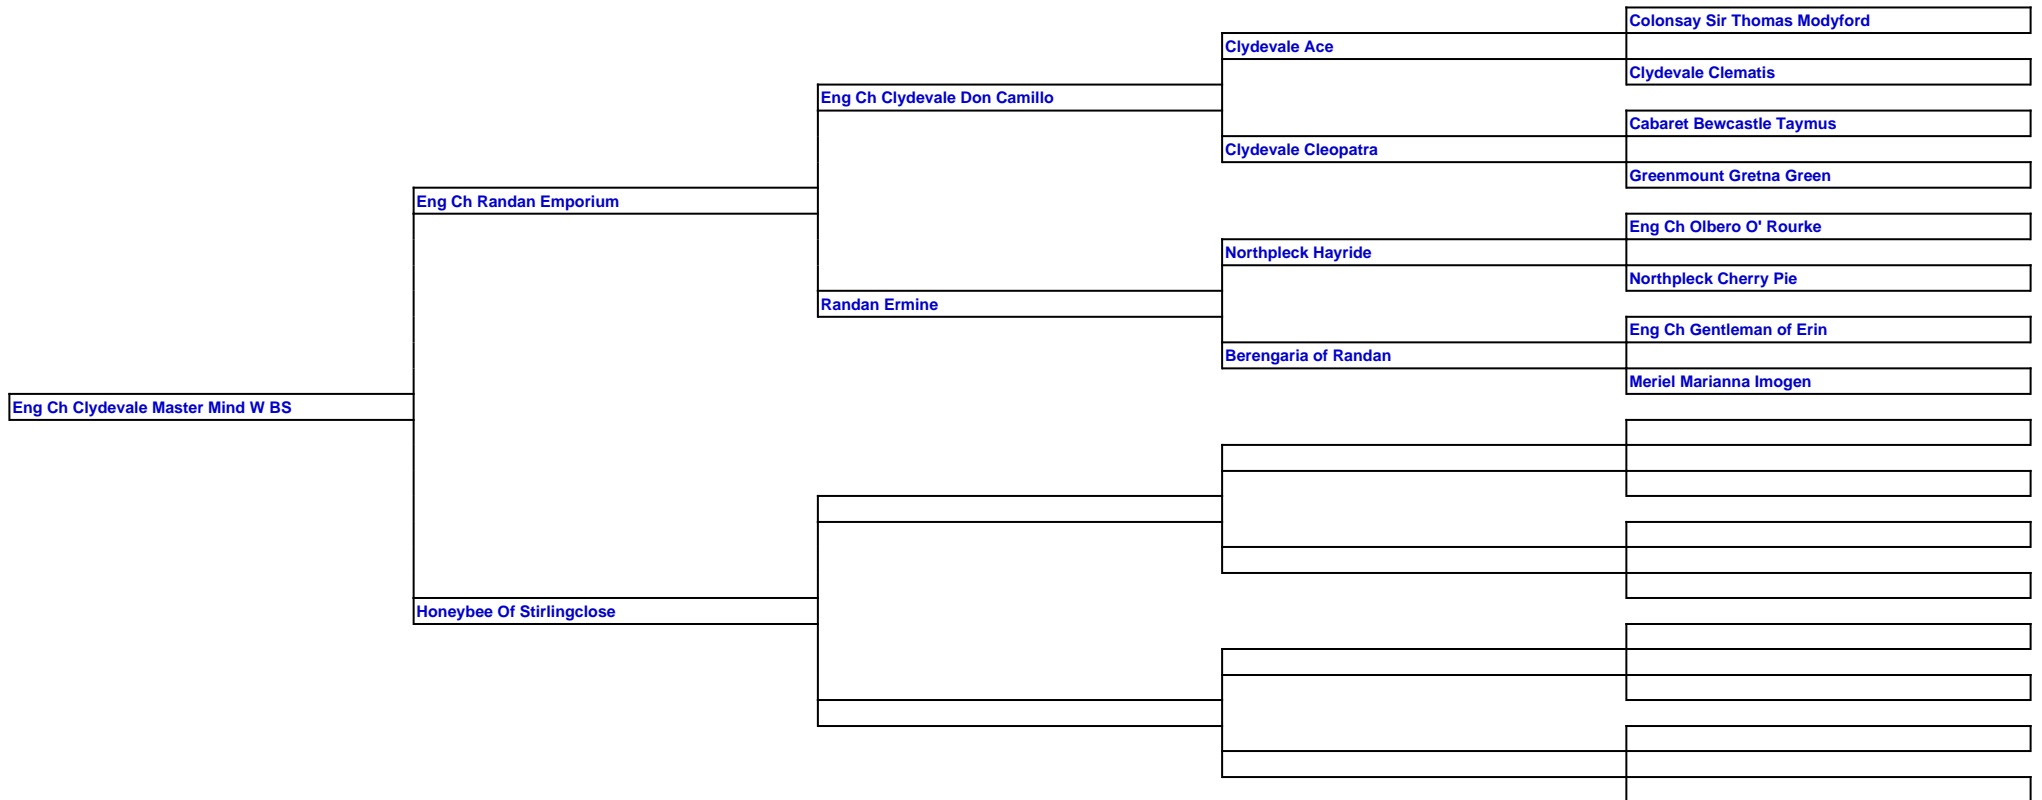 Colonsay Sir Thomas Modyford
Clydevale Ace
Clydevale Clematis
Eng Ch Clydevale Don Camillo
Cabaret Bewcastle Taymus
Clydevale Cleopatra
Greenmount Gretna Green
Eng Ch Randan Emporium
Eng Ch Olbero O' Rourke
Northpleck Hayride
Northpleck Cherry Pie
Randan Ermine
Eng Ch Gentleman of Erin
Berengaria of Randan
Meriel Marianna Imogen
Eng Ch Clydevale Master Mind W BS
Honeybee Of Stirlingclose